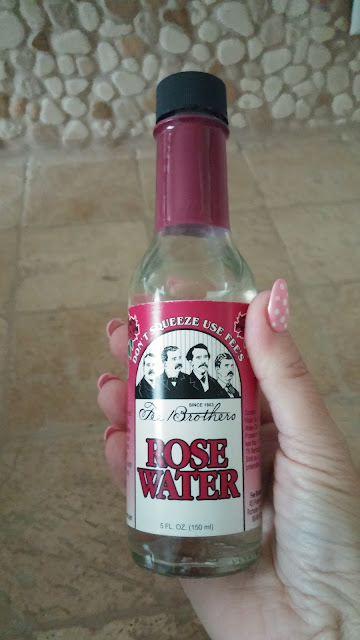 DON'T SQUEEZE USE FEE'S
SINCE 1863
Fee Brothers
ROSE
WATER
5 FL. OZ. (150 ml)